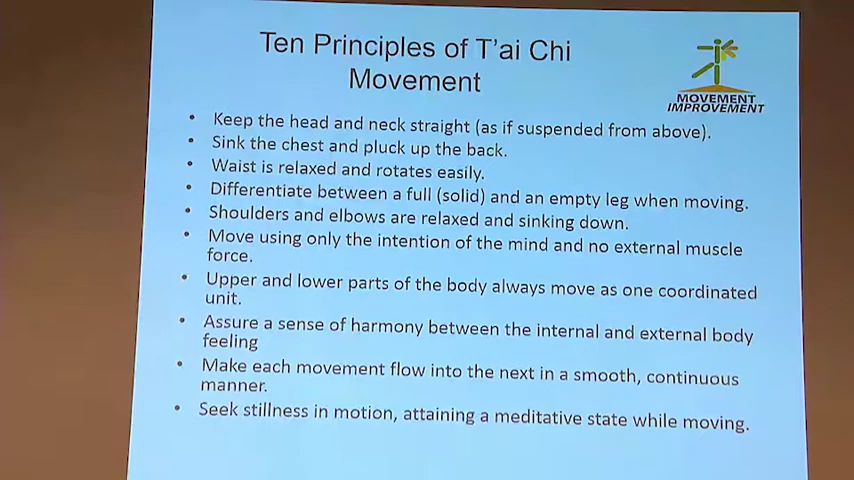 Ten Principles of T'ai Chi
Movement
MOVEMENT
IMPROVEMENT
• Keep the head and neck straight (as if suspended from above).
• Sink the chest and pluck up the back.
• Waist is relaxed and rotates easily.
• Differentiate between a full (solid) and an empty leg when moving.
• Shoulders and elbows are relaxed and sinking down.
• Move using only the intention of the mind and no external muscle
force.
• Upper and lower parts of the body always move as one coordinated
unit.
• Assure a sense of harmony between the internal and external body
feeling
• Make each movement flow into the next in a smooth, continuous
manner.
• Seek stillness in motion, attaining a meditative state while moving.